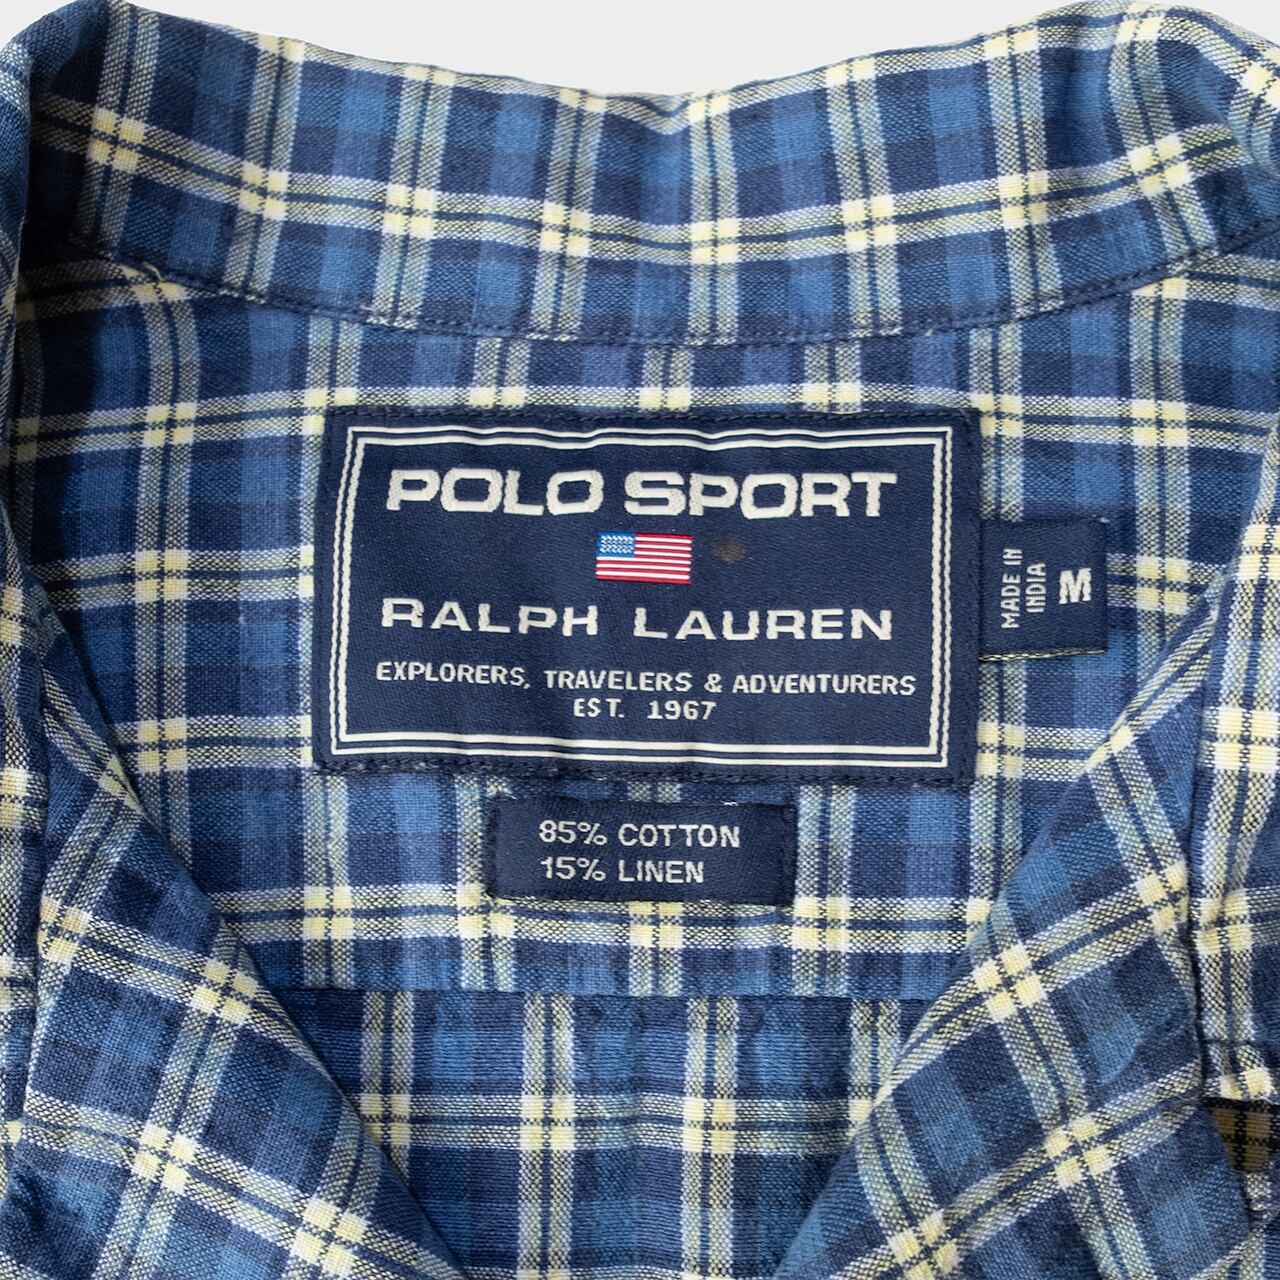 POLO SPORT
RALPH LAUREN
EXPLORERS, TRAVELERS & ADVENTURERS
EST. 1967
MADE IN
INDIA
M
85% COTTON
15% LINEN